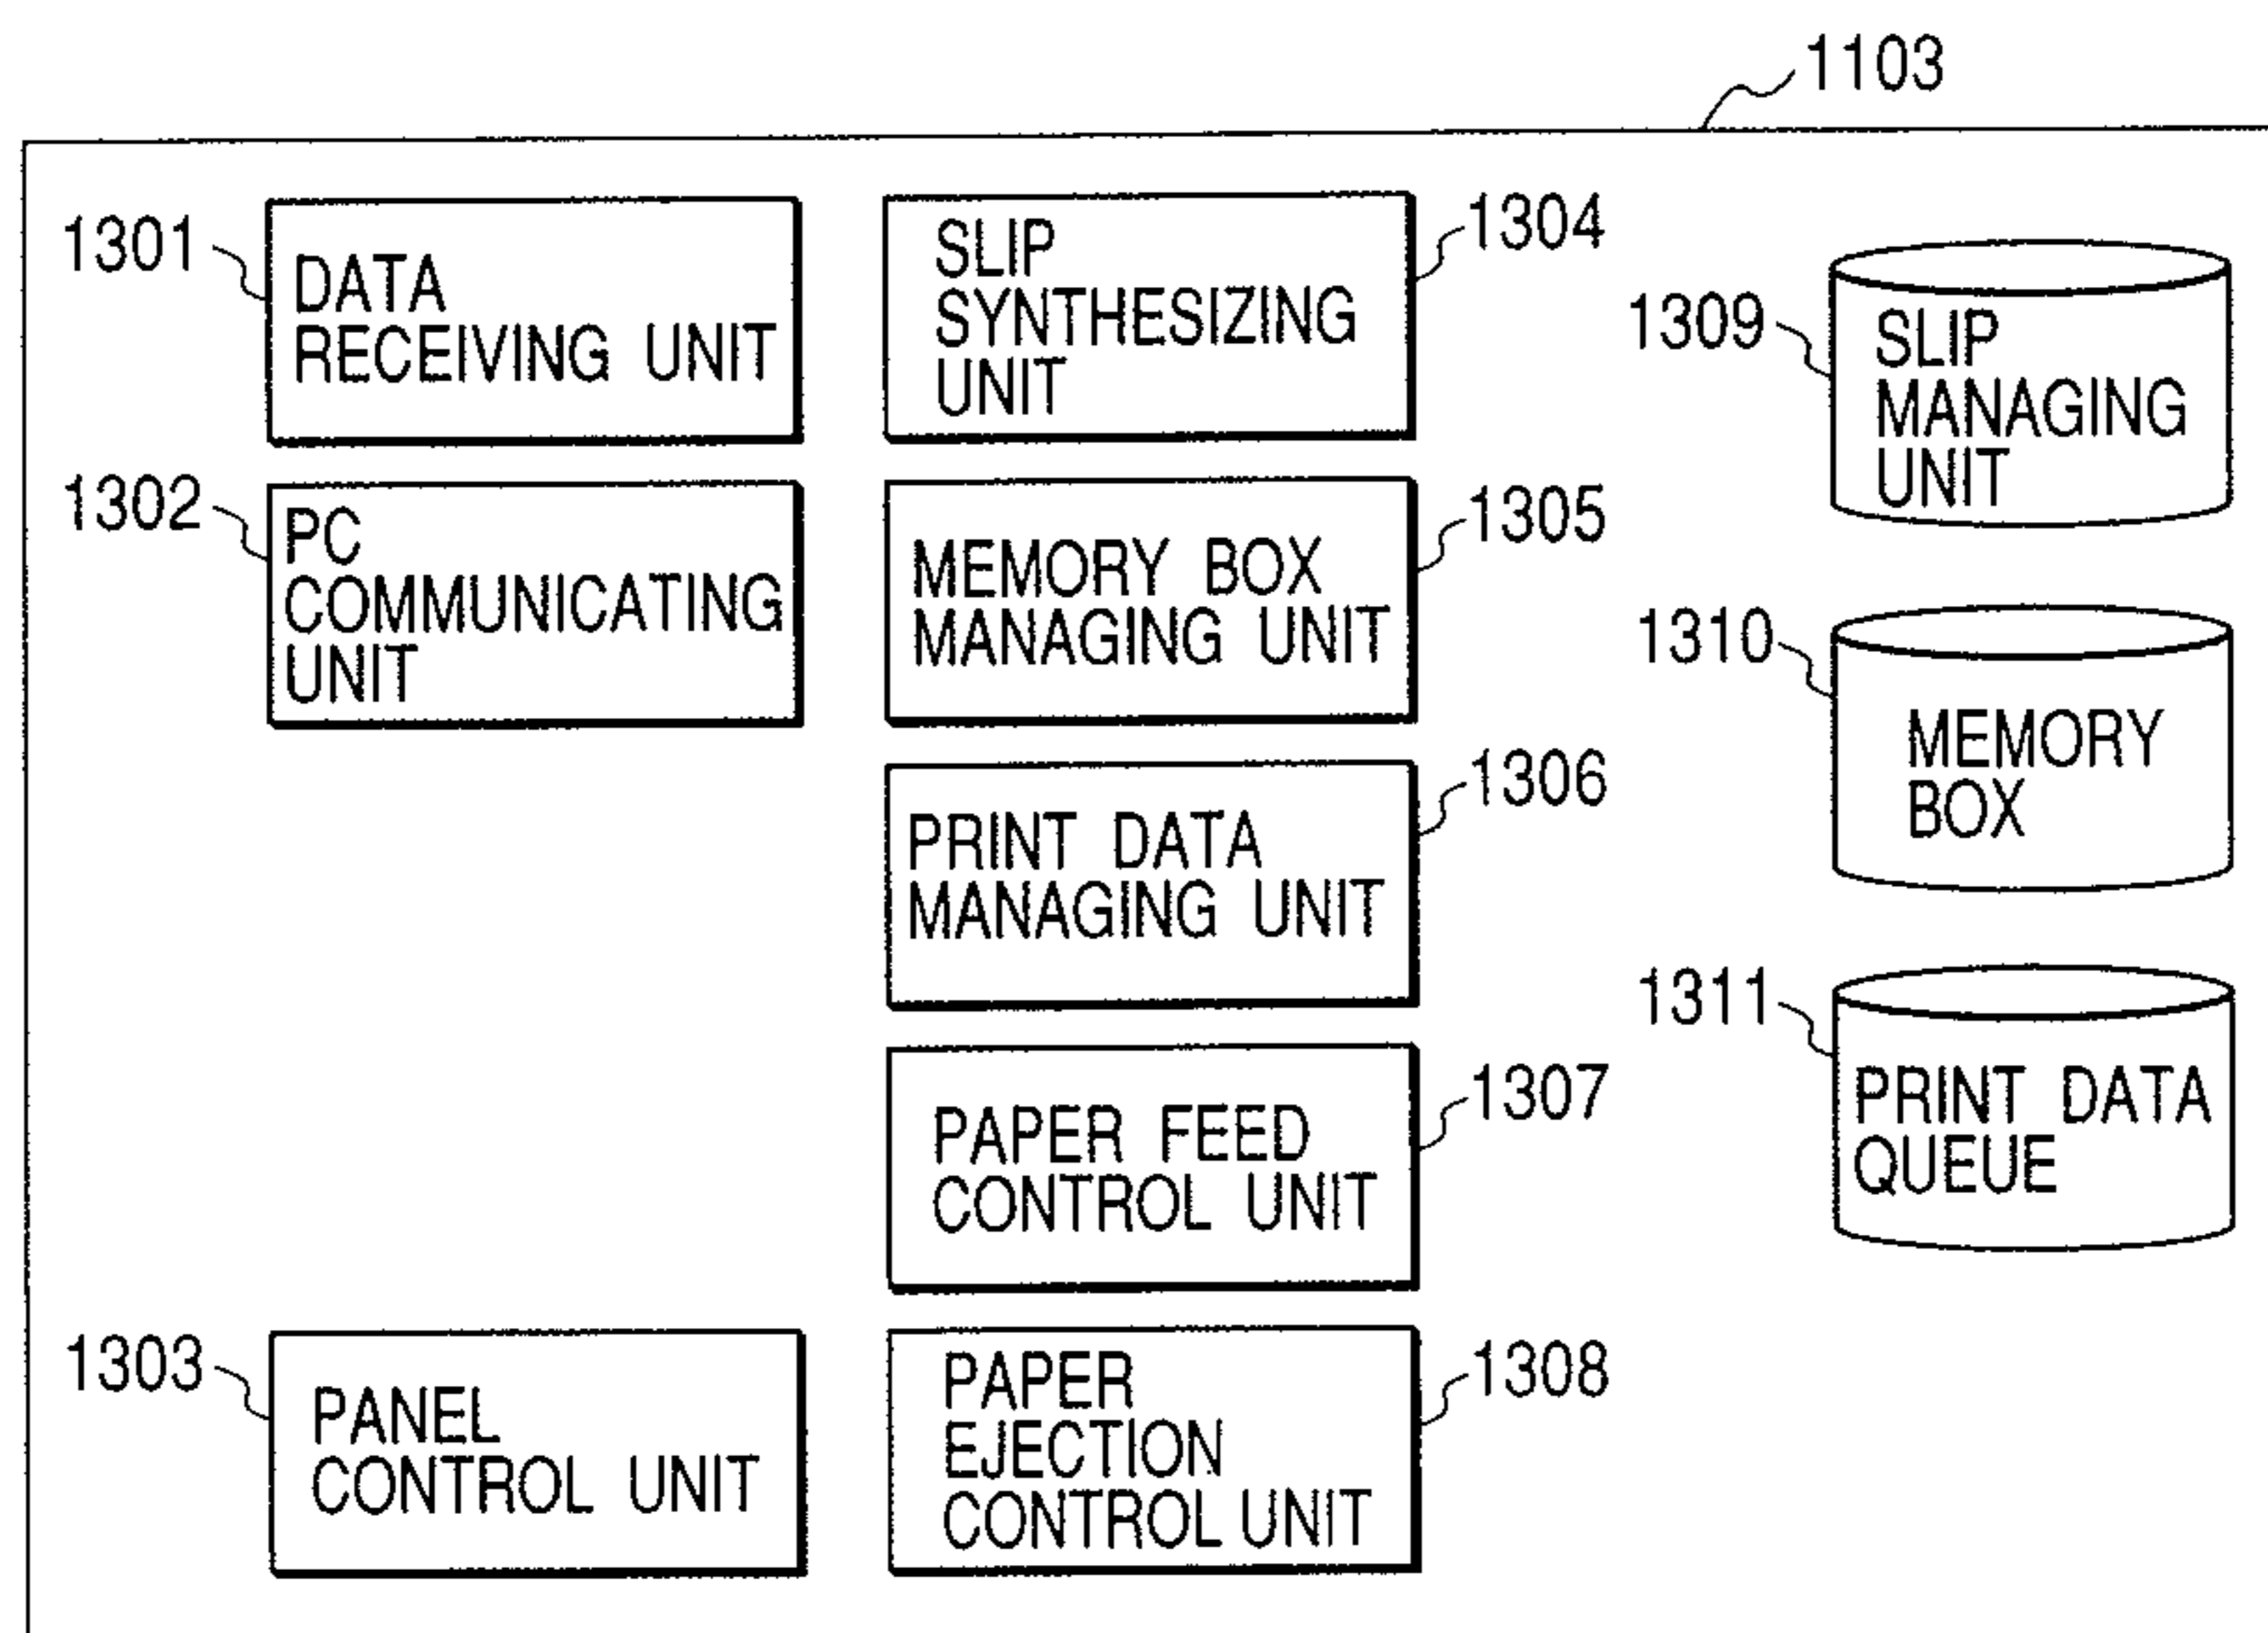 1103
1301
DATA
RECEIVING UNIT
1302
PC
COMMUNICATING
UNIT
1303
PANEL
CONTROL UNIT
SLIP
SYNTHESIZING
UNIT
1304
MEMORY BOX
MANAGING UNIT
1305
PRINT DATA
MANAGING UNIT
1306
PAPER FEED
CONTROL UNIT
1307
PAPER
EJECTION
CONTROL UNIT
1308
1309
SLIP
MANAGING
UNIT
1310
MEMORY
BOX
1311
PRINT DATA
QUEUE